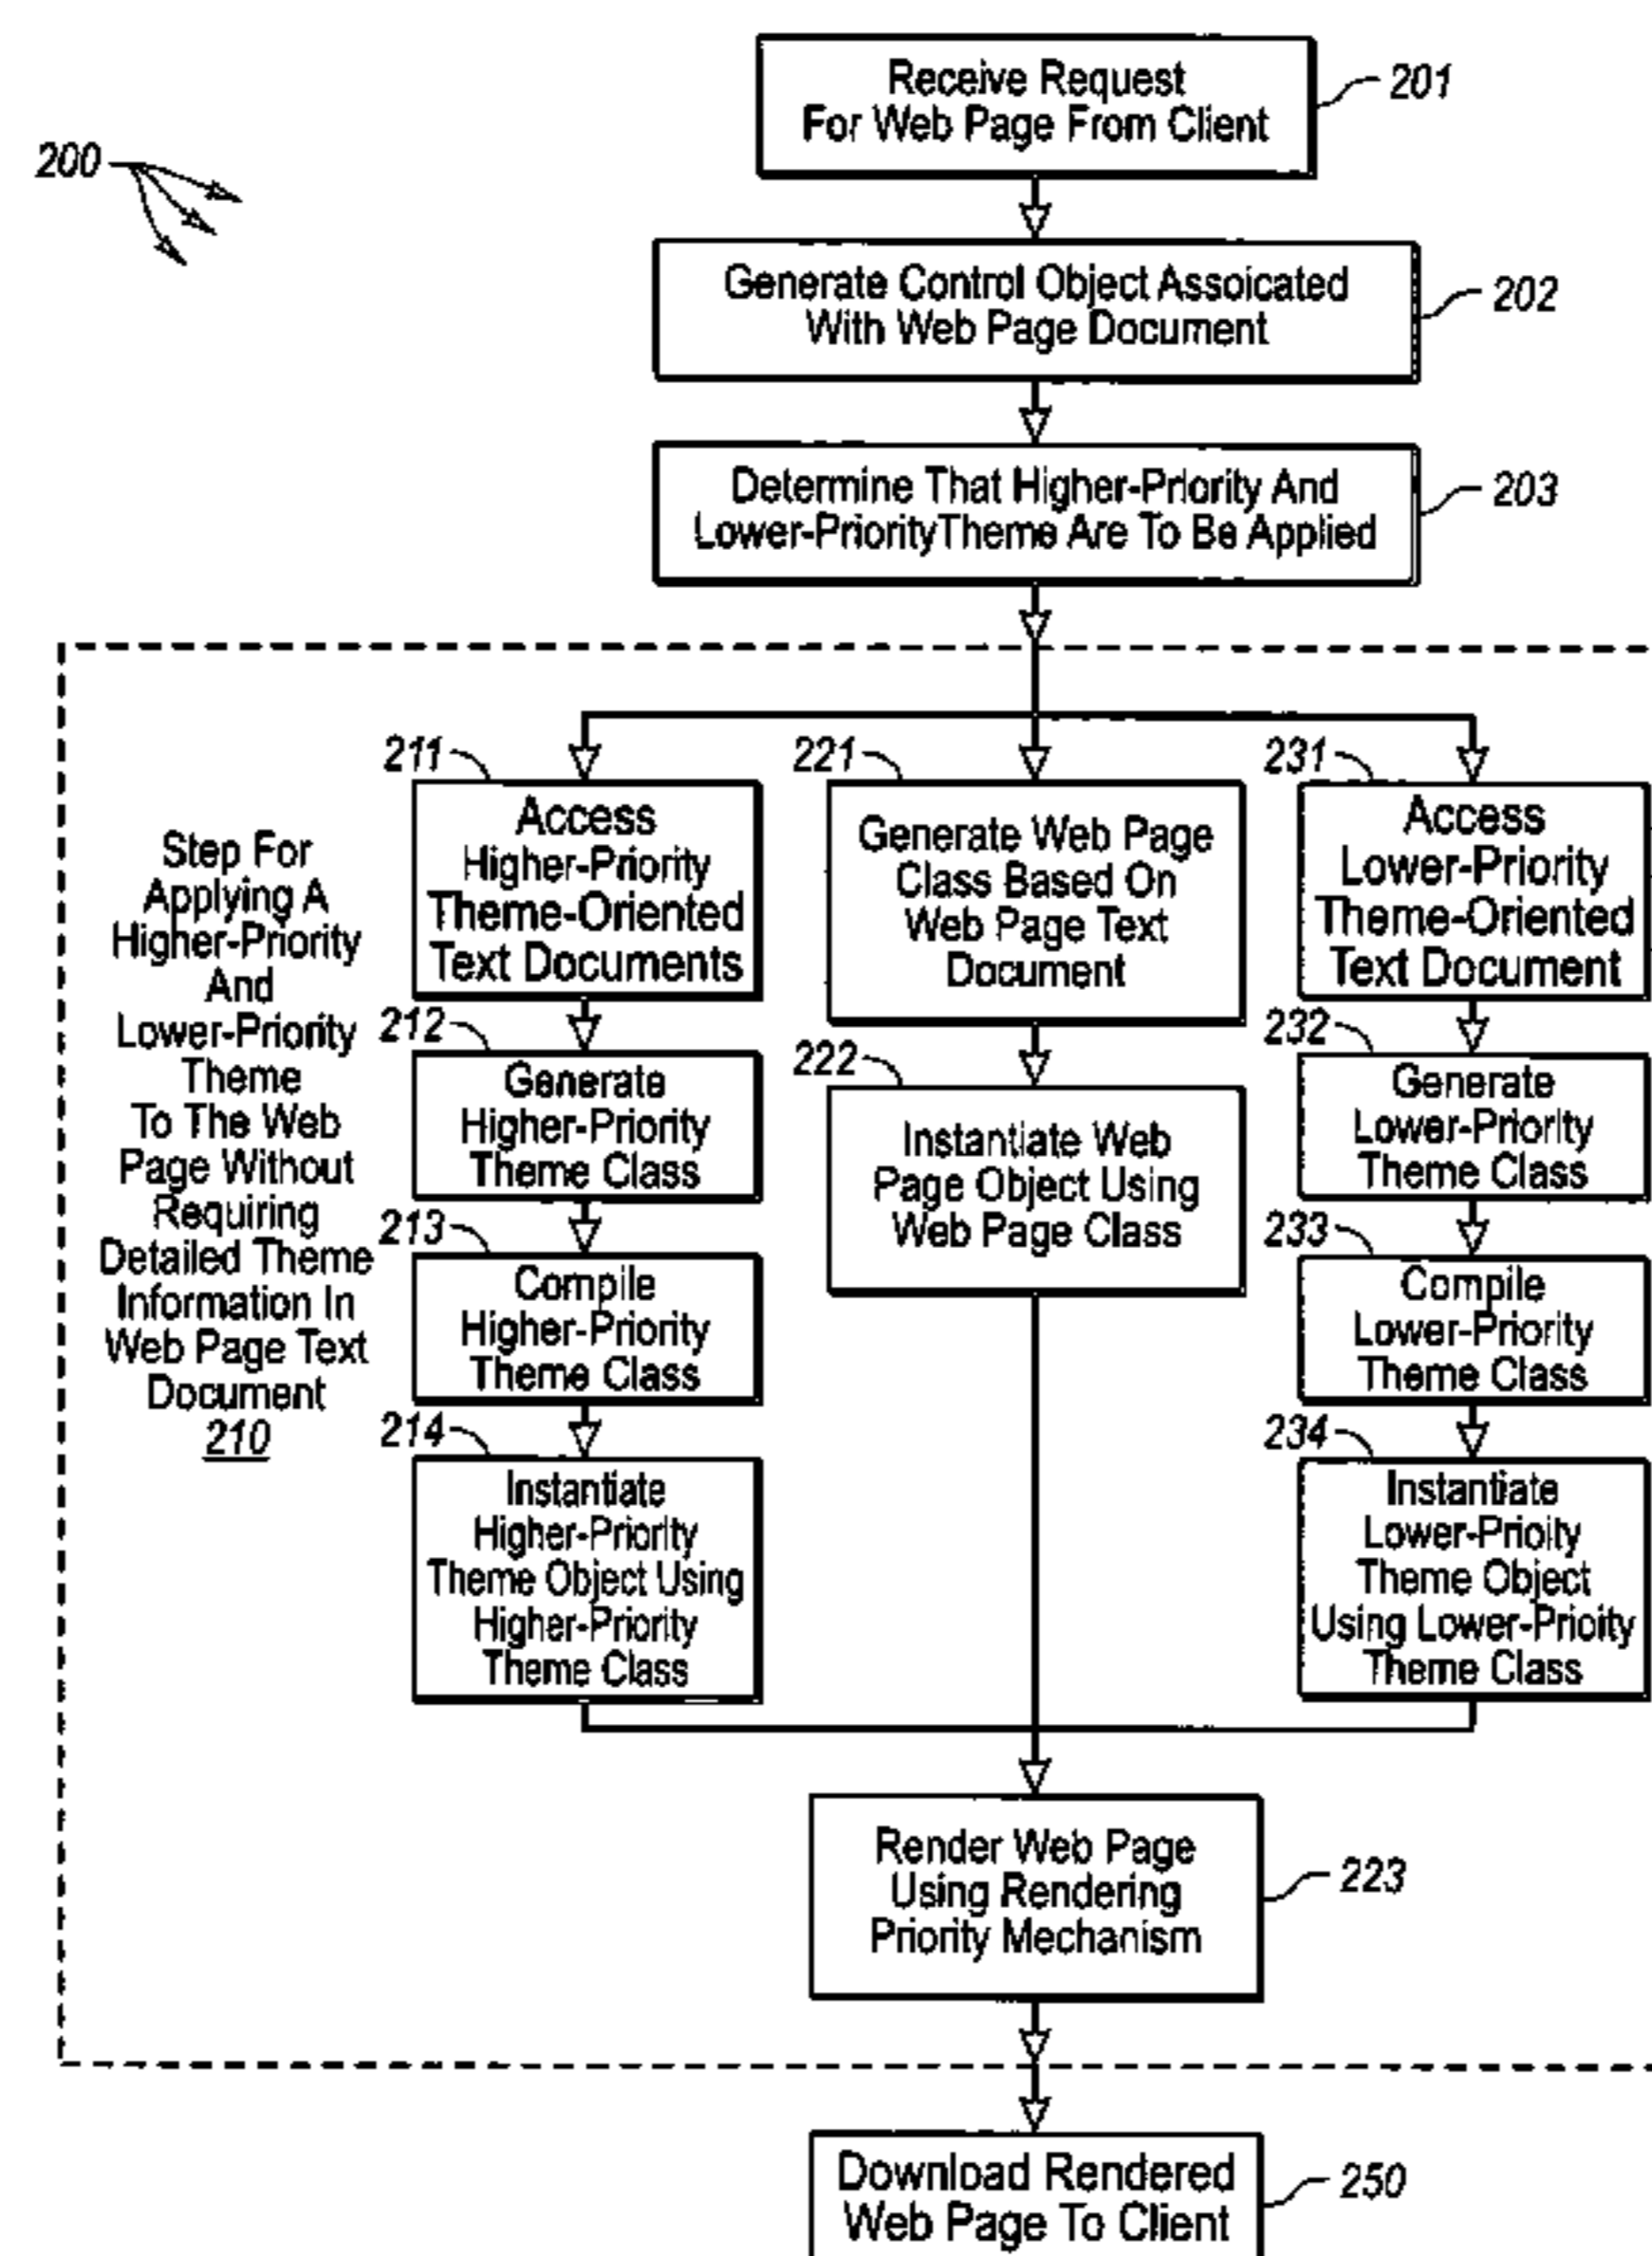 Receive Request
For Web Page From Client
201
200
Generate Control Object Assoicated
With Web Page Document
202
Determine That Higher-Priority And
Lower-PriorityTheme Are To Be Applied
203
Step For
Applying A
Higher-Priority
And
Lower-Priority
Theme
To The Web
Page Without
Requiring
Detailed Theme
Information In
Web Page Text
Document
210
211
Access
Higher-Priority
Theme-Oriented
Text Documents
212
Generate
Higher-Priority
Theme Class
213
Compile
Higher-Priority
Theme Class
214
Instantiate
Higher-Priority
Theme Object Using
Higher-Priority
Theme Class
221
Generate Web Page
Class Based On
Web Page Text
Document
222
Instantiate Web
Page Object Using
Web Page Class
231
Access
Lower-Priority
Theme-Oriented
Text Document
232
Generate
Lower-Priority
Theme Class
233
Compile
Lower-Priority
Theme Class
234
Instantiate
Lower-Prioity
Theme Object
Using Lower-Prioity
Theme Class
Render Web Page
Using Rendering
Priority Mechanism
223
Download Rendered
Web Page To Client
250